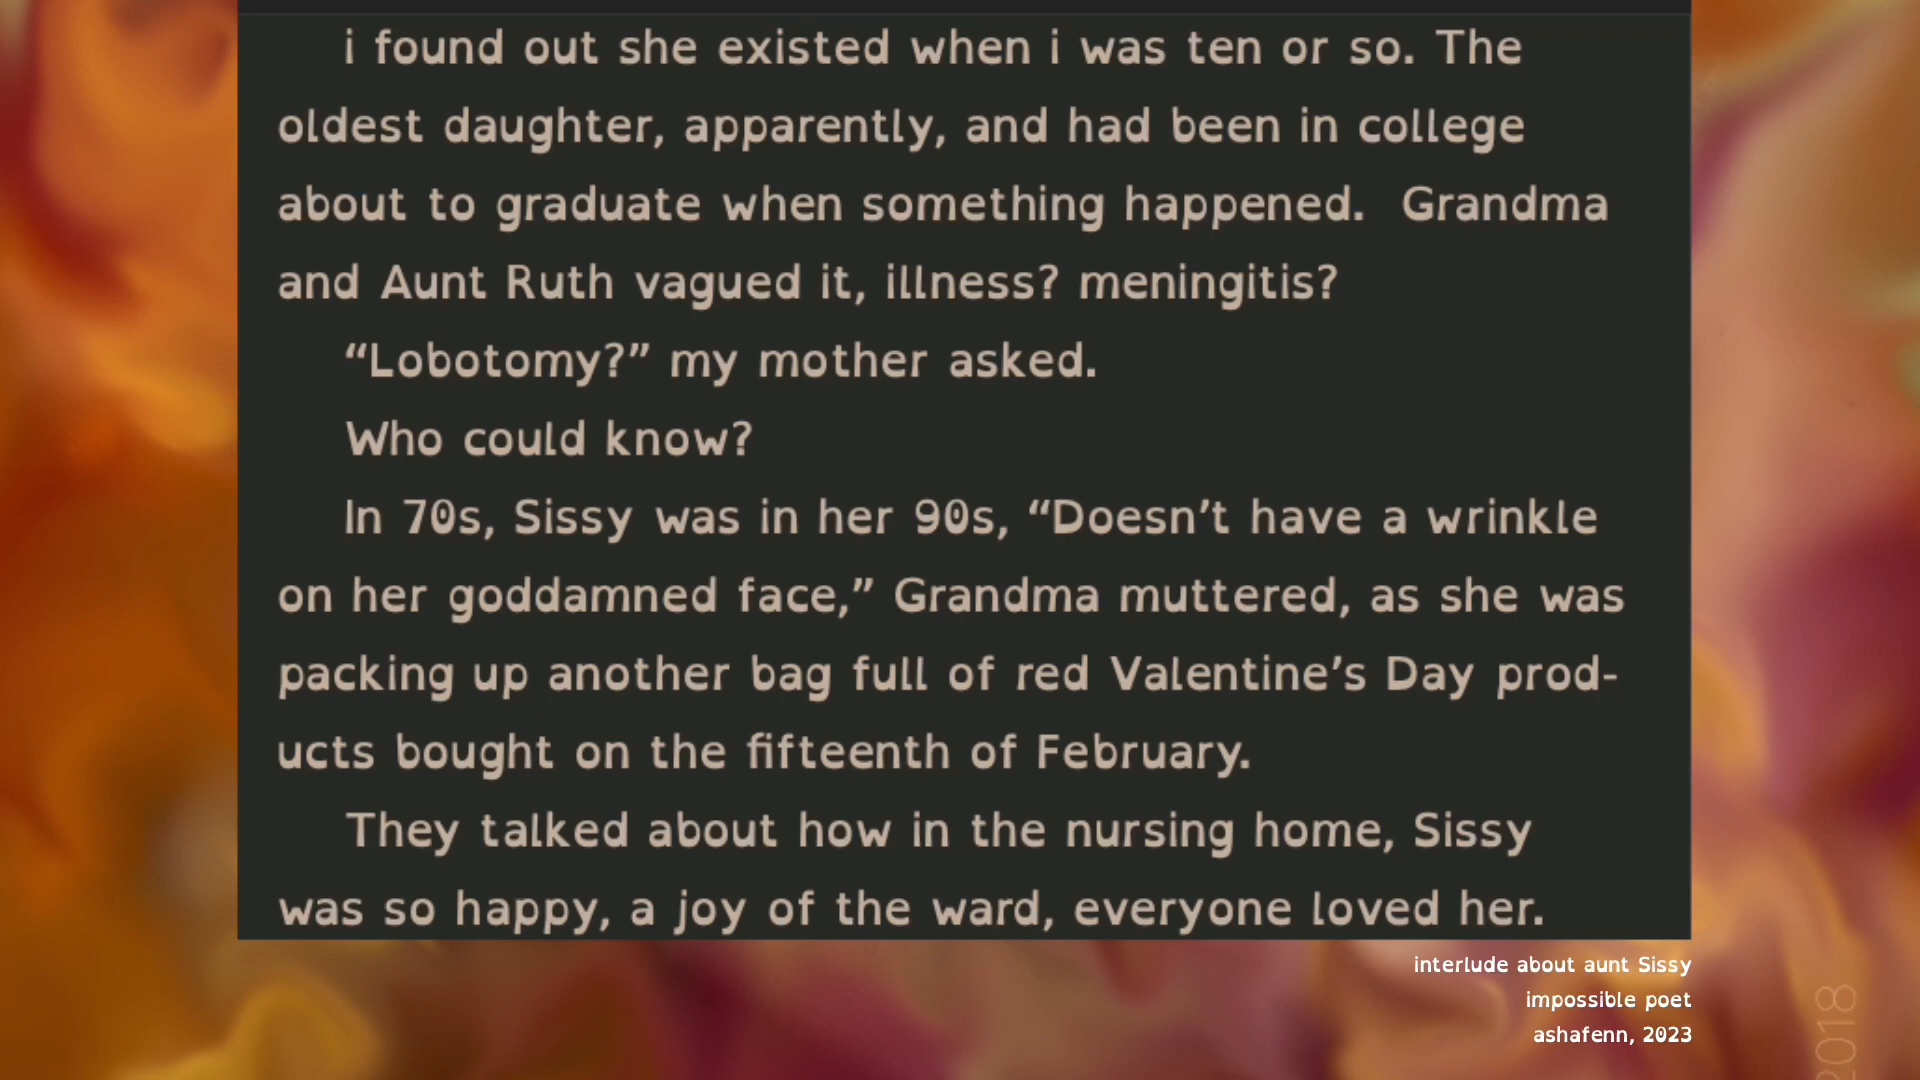 i found out she existed when i was ten or so. The
oldest daughter, apparently, and had been in college
about to graduate when something happened.  Grandma
and Aunt Ruth vagued it, illness? meningitis?
“Lobotomy?” my mother asked.
Who could know?
In 70s, Sissy was in her 90s, “Doesn’t have a wrinkle
on her goddamned face,” Grandma muttered, as she was
packing up another bag full of red Valentine’s Day prod-
ucts bought on the fifteenth of February.
They talked about how in the nursing home, Sissy
was so happy, a joy of the ward, everyone loved her.
interlude about aunt Sissy
impossible poet
ashafenn, 2023
2018